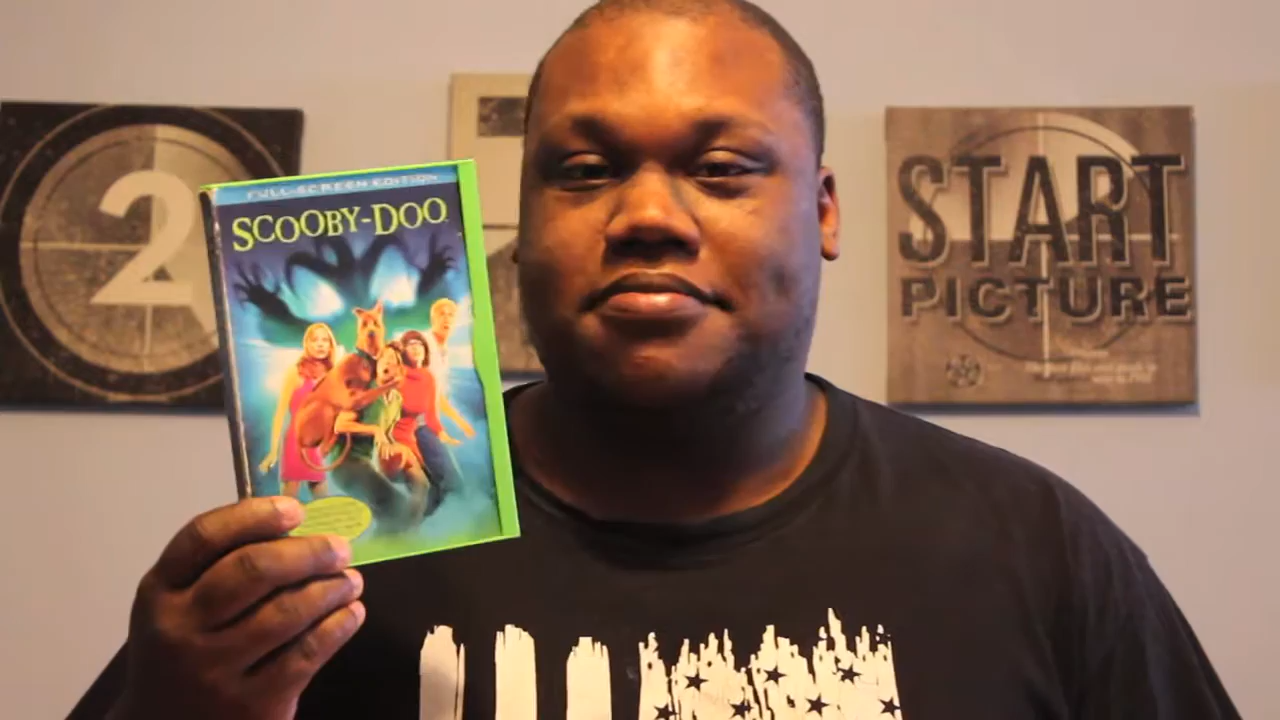 2
FULL-SCREEN EDITION
SCOOBY-DOO
START
PICTURE